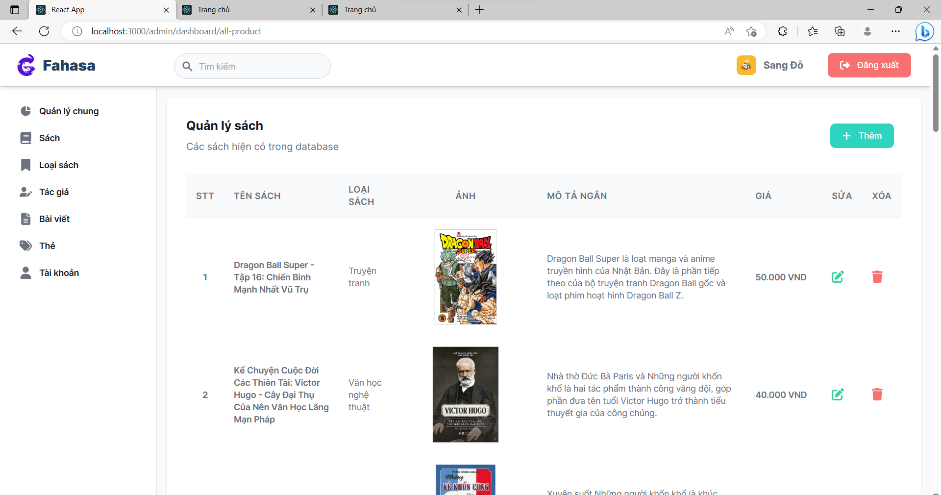 React App
Trang chủ
Trang chủ
localhost:3000/admin/dashboard/all-product
Fahasa
Tìm kiếm
Sang Đỗ
Đăng xuất
Quản lý chung
Sách
Loại sách
Tác giả
Bài viết
Thẻ
Tài khoản
Quản lý sách
Các sách hiện có trong database
Thêm
STT
TÊN SÁCH
LOẠI
SÁCH
ẢNH
MÔ TẢ NGẮN
GIÁ
SỬA
XÓA
1
Dragon Ball Super -
Tập 16: Chiến Binh
Mạnh Nhất Vũ Trụ
Truyện
tranh
DRAGON BALL
SUPER
Dragon Ball Super là loạt manga và anime
truyền hình của Nhật Bản. Đây là phần tiếp
theo của bộ truyện tranh Dragon Ball gốc và
loạt phim hoạt hình Dragon Ball Z.
50.000 VND
2
Kể Chuyện Cuộc Đời
Các Thiên Tài: Victor
Hugo - Cây Đại Thụ
Của Nền Văn Học Lãng
Mạn Pháp
Văn học
nghệ
thuật
VICTOR HUGO
Nhà thờ Đức Bà Paris và Những người khốn
khổ là hai tác phẩm thành công vàng dội, góp
phần đưa tên tuổi Victor Hugo trở thành tiểu
thuyết gia của công chúng.
40.000 VND
Những
KẺ KHỐN CÙNG
Xuyên suốt Những người khốn khổ là khúc